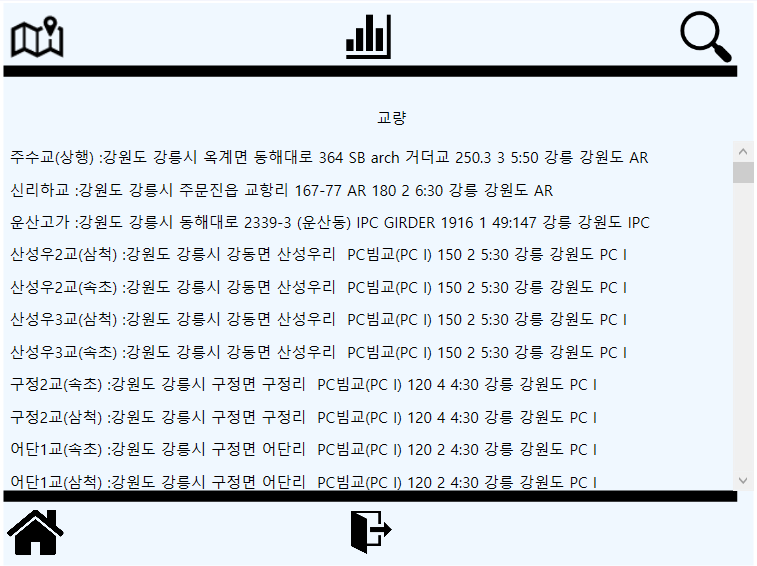 교량
주수교(상행) :강원도 강릉시 옥계면 동해대로 364 SB arch 거더교 250.3 3 5:50 강릉 강원도 AR
신리하교 :강원도 강릉시 주문진읍 교항리 167-77 AR 180 2 6:30 강릉 강원도 AR
운산고가 :강원도 강릉시 동해대로 2339-3 (운산동) IPC GIRDER 1916 1 49:147 강릉 강원도 IPC
산성우2교(삼척) :강원도 강릉시 강동면 산성우리  PC빔교(PC I) 150 2 5:30 강릉 강원도 PC I
산성우2교(속초) :강원도 강릉시 강동면 산성우리  PC빔교(PC I) 150 2 5:30 강릉 강원도 PC I
산성우3교(삼척) :강원도 강릉시 강동면 산성우리  PC빔교(PC I) 150 2 5:30 강릉 강원도 PC I
산성우3교(속초) :강원도 강릉시 강동면 산성우리  PC빔교(PC I) 150 2 5:30 강릉 강원도 PC I
구정2교(속초) :강원도 강릉시 구정면 구정리  PC빔교(PC I) 120 4 4:30 강릉 강원도 PC I
구정2교(삼척) :강원도 강릉시 구정면 구정리  PC빔교(PC I) 120 4 4:30 강릉 강원도 PC I
어단1교(속초) :강원도 강릉시 구정면 어단리  PC빔교(PC I) 120 2 4:30 강릉 강원도 PC I
어단1교(삼척) :강원도 강릉시 구정면 어단리  PC빔교(PC I) 120 2 4:30 강릉 강원도 PC I